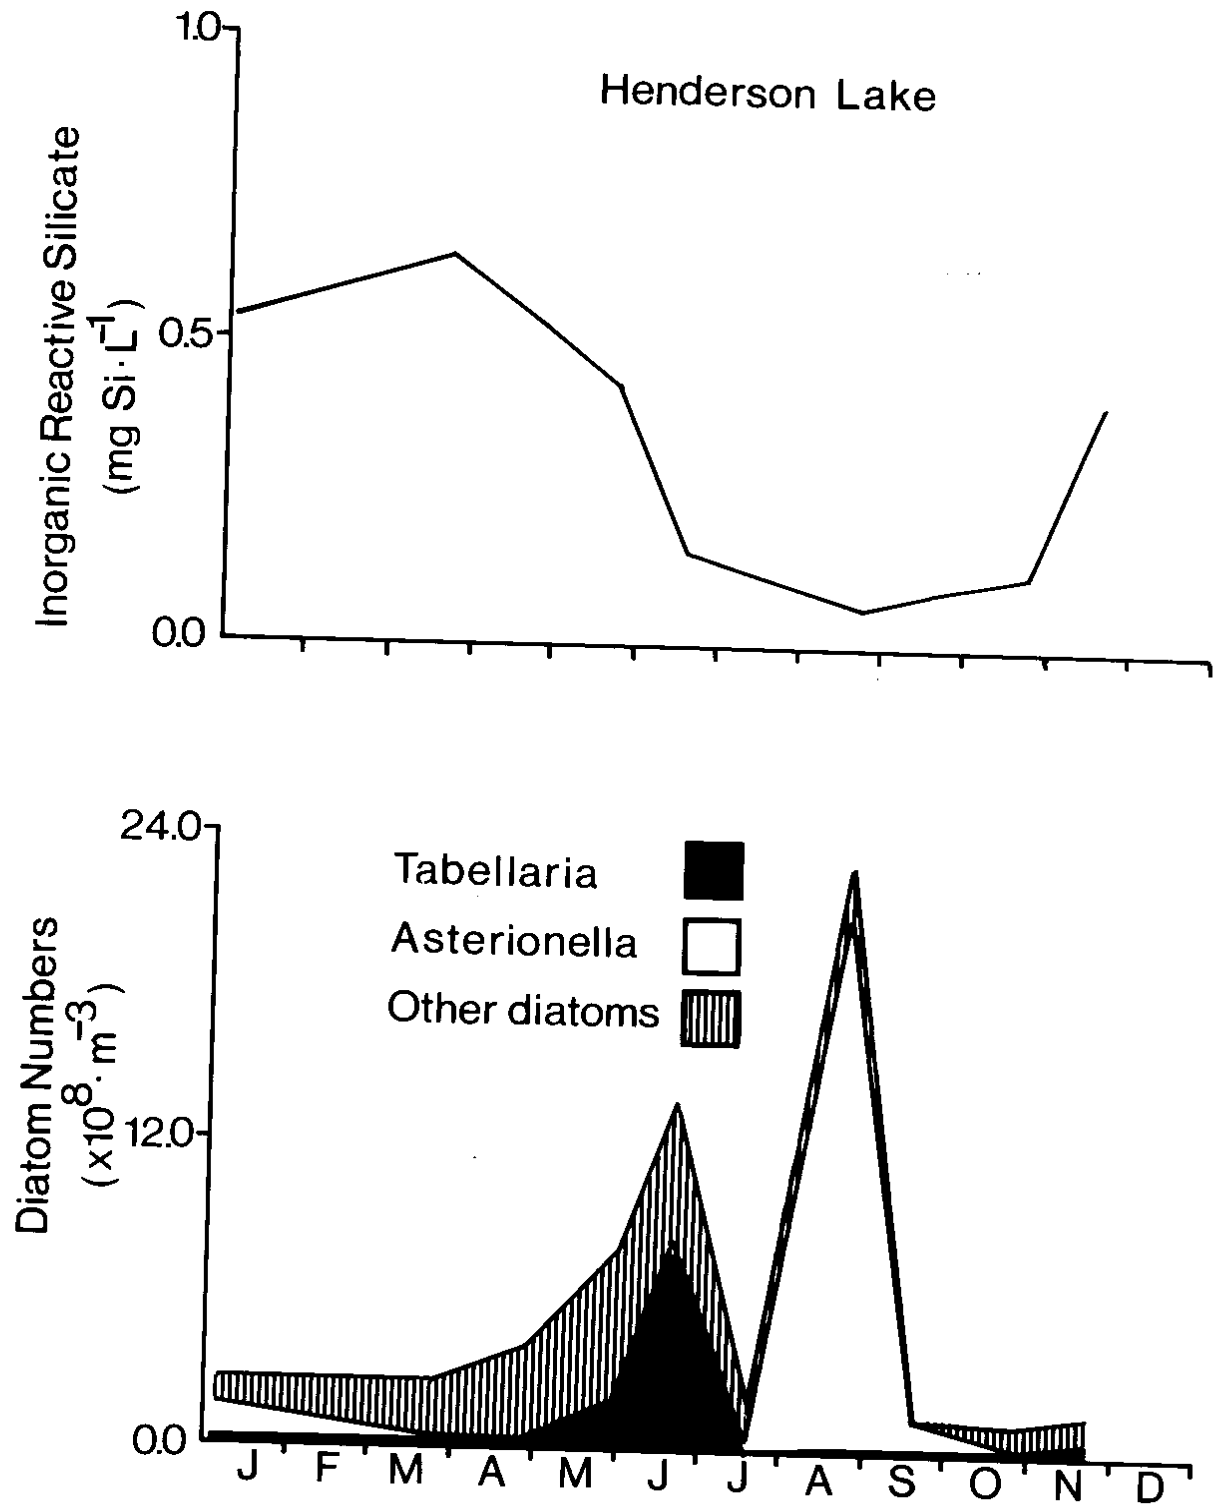 1.0
Henderson Lake
Inorganic Reactive Silicate
(mg Si·L⁻¹)
0.5
0.0
24.0
Tabellaria
Asterionella
Other diatoms
Diatom Numbers
(x10⁸·m⁻³)
12.0
0.0
J F M A M J J A S O N D